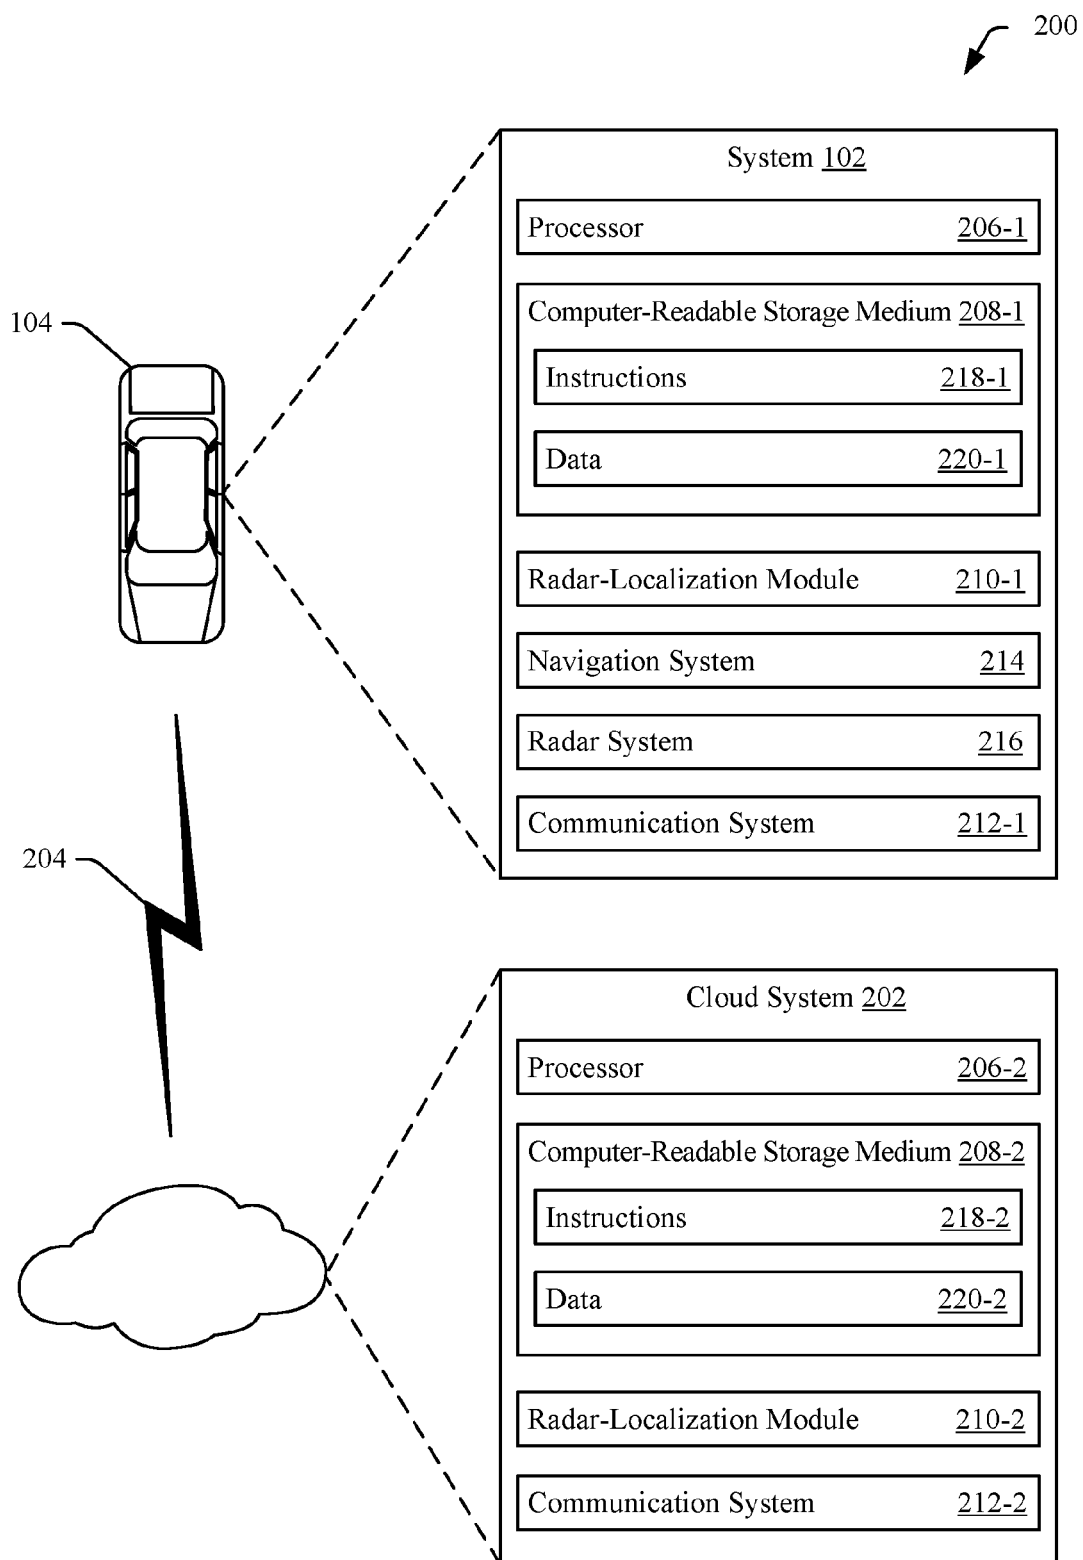 200
System 102
Processor 206-1
Computer-Readable Storage Medium 208-1
Instructions 218-1
Data 220-1
Radar-Localization Module 210-1
Navigation System 214
Radar System 216
Communication System 212-1
104
204
Cloud System 202
Processor 206-2
Computer-Readable Storage Medium 208-2
Instructions 218-2
Data 220-2
Radar-Localization Module 210-2
Communication System 212-2